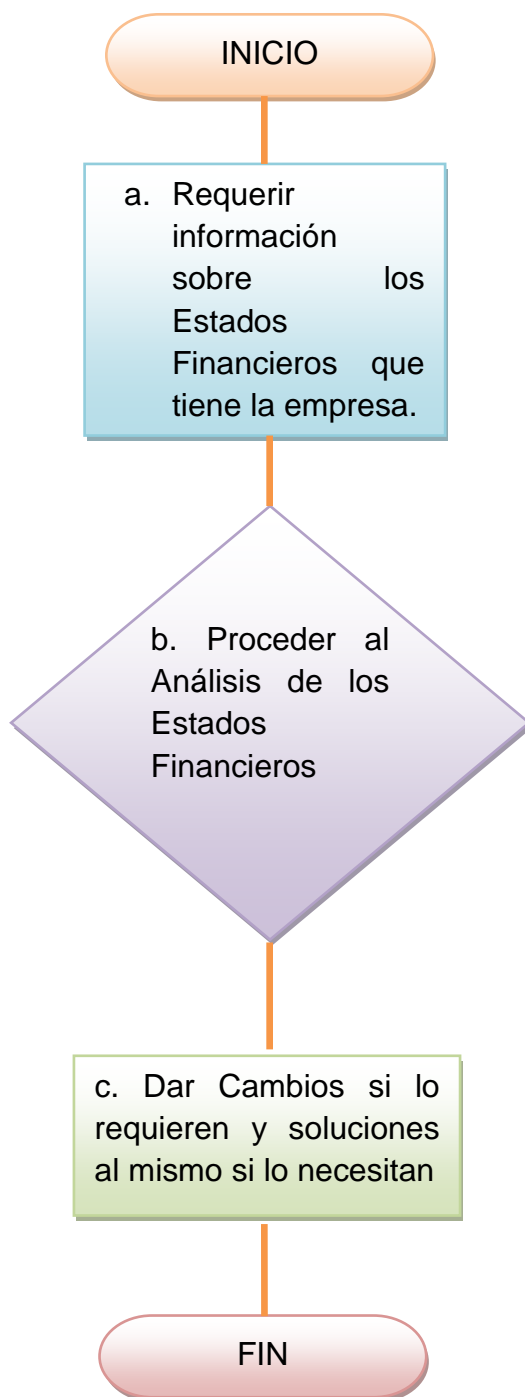 INICIO
a. Requerir
información
sobre los
Estados
Financieros que
tiene la empresa.
b. Proceder al
Análisis de los
Estados
Financieros
c. Dar Cambios si lo
requieren y soluciones
al mismo si lo necesitan
FIN